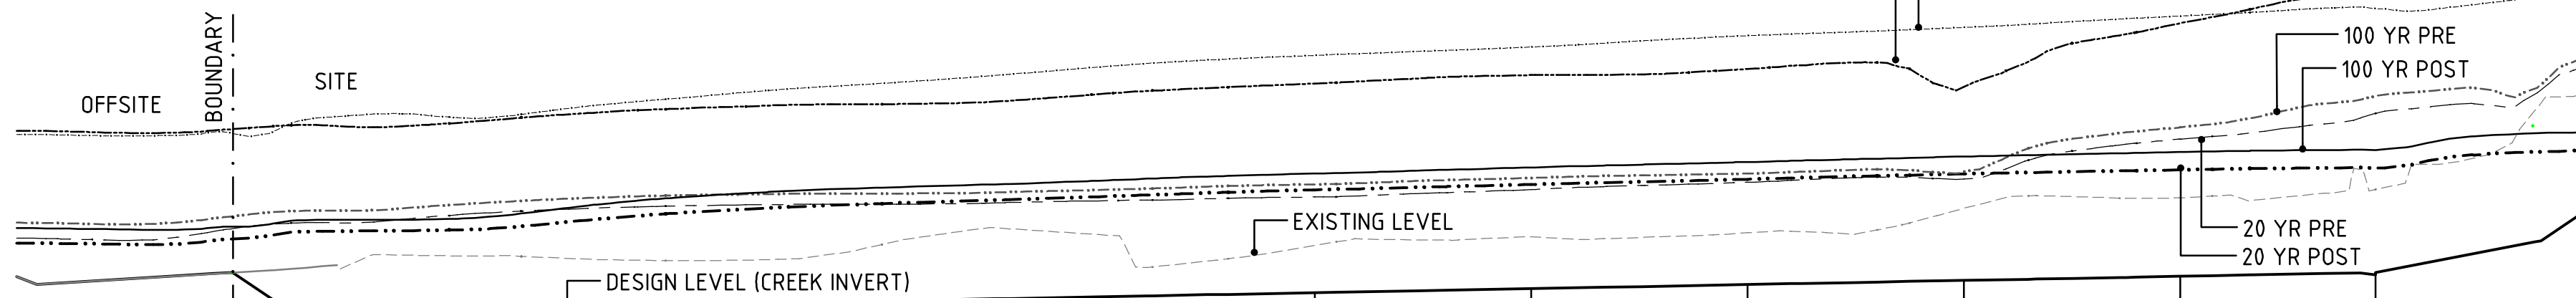 OFFSITE
BOUNDARY
SITE
100 YR PRE
100 YR POST
EXISTING LEVEL
20 YR PRE
20 YR POST
DESIGN LEVEL (CREEK INVERT)